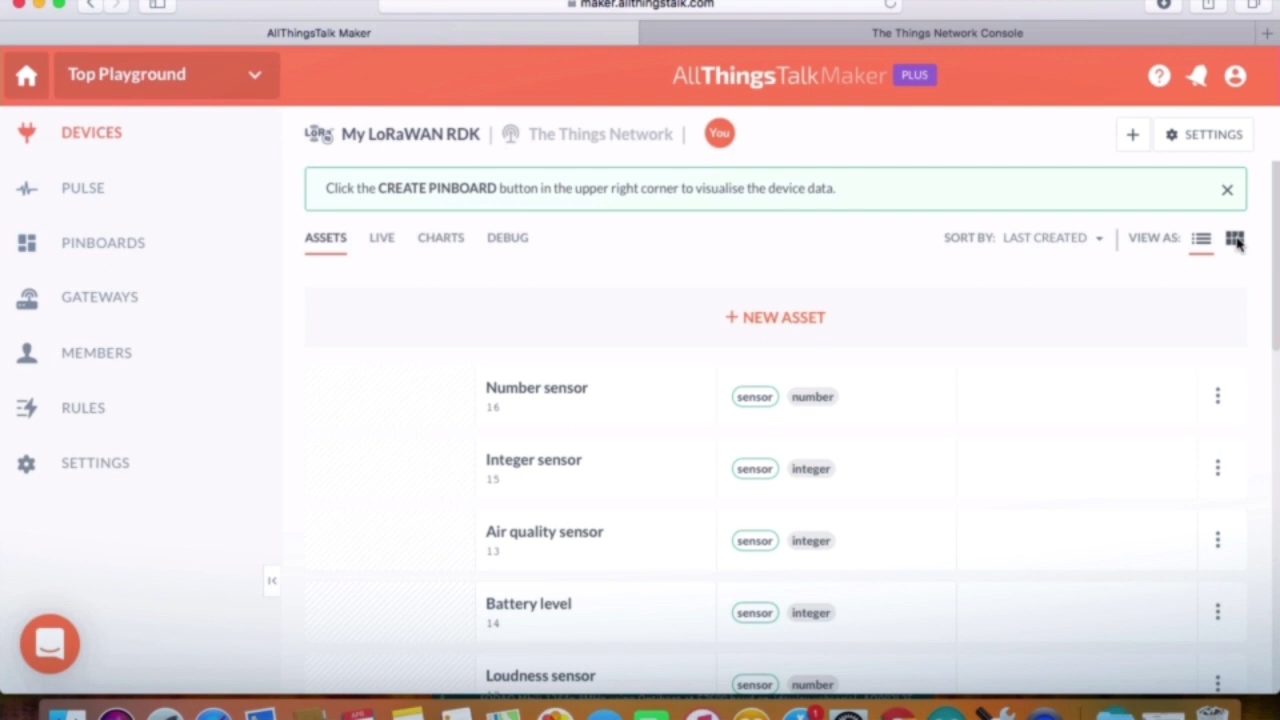 maker.allthingstalk.com
AllThingsTalk Maker
The Things Network Console
Top Playground
AllThingsTalkMaker PLUS
DEVICES
PULSE
PINBOARDS
GATEWAYS
MEMBERS
RULES
SETTINGS
LoRa My LoRaWAN RDK | The Things Network | You
+ SETTINGS
Click the CREATE PINBOARD button in the upper right corner to visualise the device data.
ASSETS LIVE CHARTS DEBUG SORT BY: LAST CREATED VIEW AS:
+ NEW ASSET
Number sensor
16
sensor number
Integer sensor
15
sensor integer
Air quality sensor
13
sensor integer
Battery level
14
sensor integer
Loudness sensor
sensor number